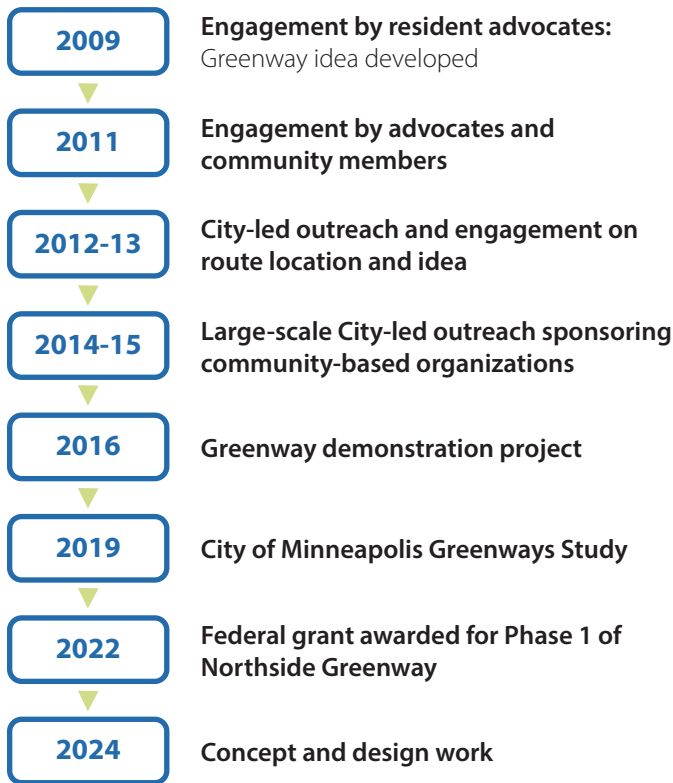 2009
Engagement by resident advocates:
Greenway idea developed
2011
Engagement by advocates and
community members
2012-13
City-led outreach and engagement on
route location and idea
2014-15
Large-scale City-led outreach sponsoring
community-based organizations
2016
Greenway demonstration project
2019
City of Minneapolis Greenways Study
2022
Federal grant awarded for Phase 1 of
Northside Greenway
2024
Concept and design work